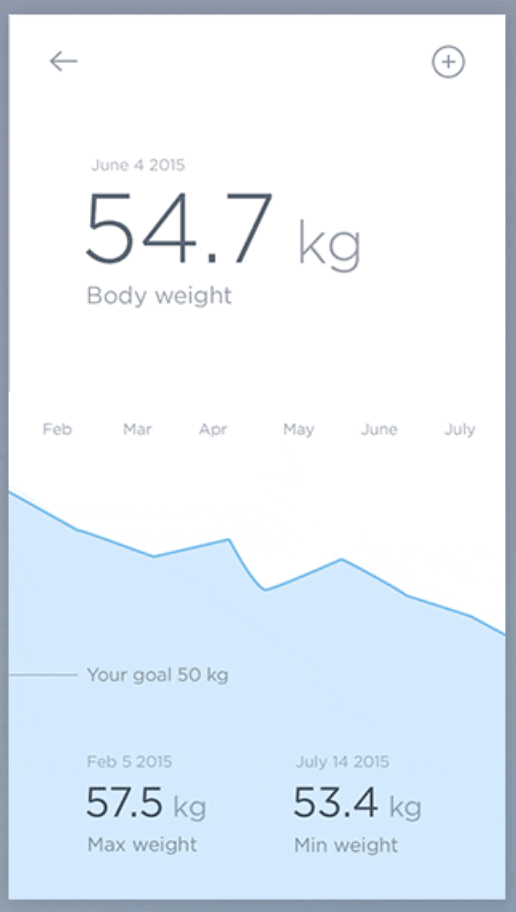 June 4 2015
54.7 kg
Body weight
Feb Mar Apr May June July
Your goal 50 kg
Feb 5 2015 July 14 2015
57.5 kg 53.4 kg
Max weight Min weight